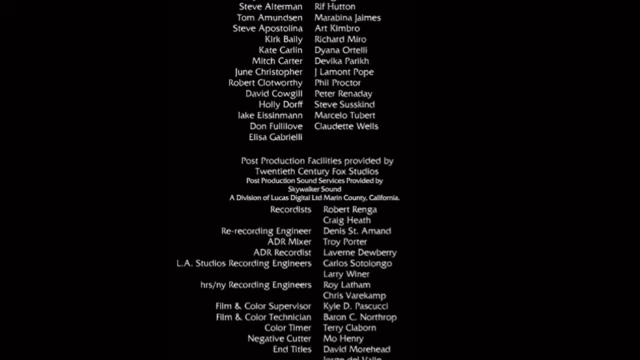 Steve Alterman Rif Hutton
Tom Amundsen Marabina Jaimes
Steve Apostolina Art Kimbro
Kirk Baily Richard Miro
Kate Carlin Dyana Ortelli
Mitch Carter Devika Parikh
June Christopher J Lamont Pope
Robert Clotworthy Phil Proctor
David Cowgill Peter Renaday
Holly Dorff Steve Susskind
Jake Eissinmann Marcelo Tubert
Don Fullilove Claudette Wells
Elisa Gabrielli
Post Production Facilities provided by
Twentieth Century Fox Studios
Post Production Sound Services Provided by
Skywalker Sound
A Division of Lucas Digital Ltd Marin County, California.
Recordists Robert Renga
Craig Heath
Re-recording Engineer Denis St. Amand
ADR Mixer Troy Porter
ADR Recordist Laverne Dewberry
L.A. Studios Recording Engineers Carlos Sotolongo
Larry Winer
hrs/ny Recording Engineers Roy Latham
Chris Varekamp
Film & Color Supervisor Kyle D. Pascucci
Film & Color Technician Baron C. Northrop
Color Timer Terry Claborn
Negative Cutter Mo Henry
End Titles David Morehead
Jorge del Valle